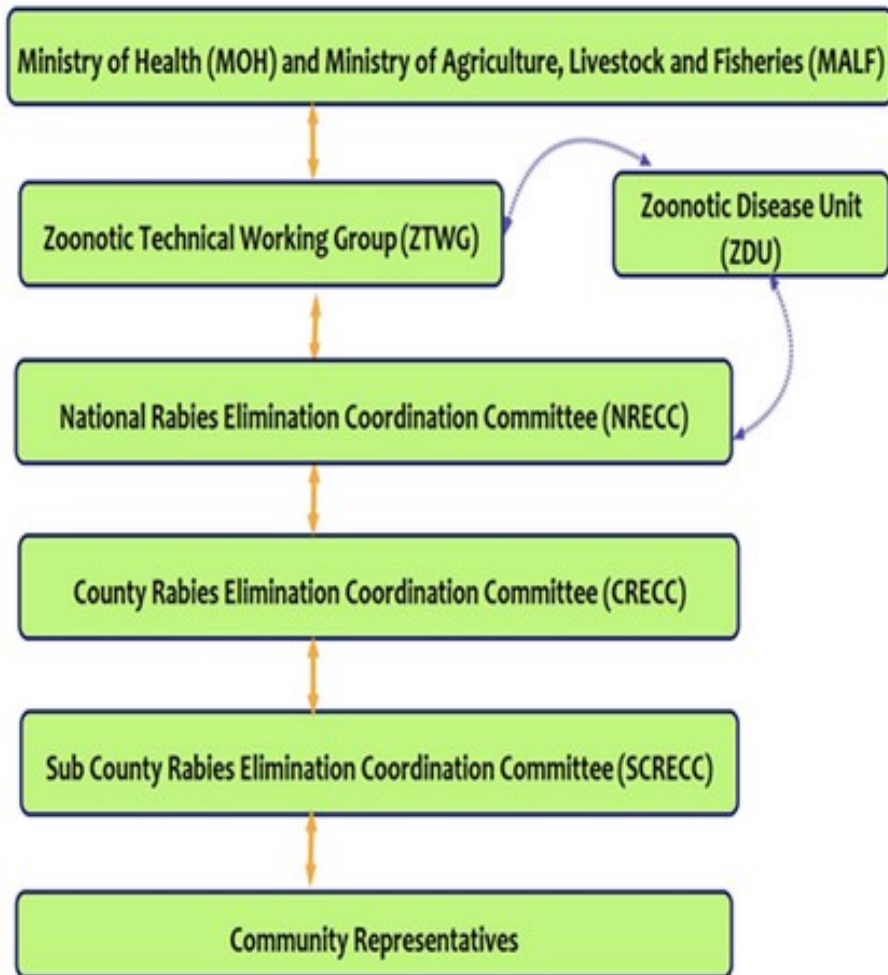 Ministry of Health (MOH) and Ministry of Agriculture, Livestock and Fisheries (MALF)
Zoonotic Technical Working Group (ZTWG)
Zoonotic Disease Unit
(ZDU)
National Rabies Elimination Coordination Committee (NRECC)
County Rabies Elimination Coordination Committee (CRECC)
Sub County Rabies Elimination Coordination Committee (SCRECC)
Community Representatives